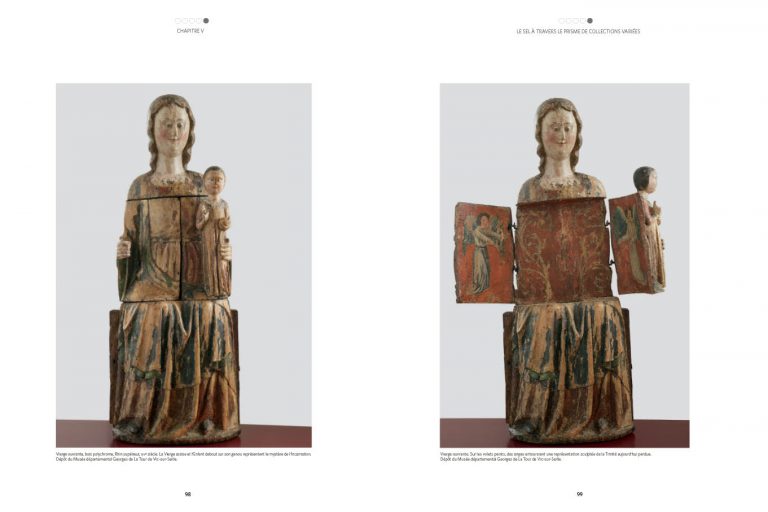 CHAPITRE V
LE SEL À TRAVERS LE PRISME DE COLLECTIONS VARIÉES
Vierge ouvrante, bois polychrome, Rhin supérieur, siècle. La Vierge assise et l'Enfant debout sur son genou représentent le mystère de l'Incarnation.
Dépôt du Musée départemental Georges de La Tour de Vic-sur-Seille.
Vierge ouvrante. Sur les volets peints, des anges entouraient une représentation sculptée de la Trinité aujourd'hui perdue.
Dépôt du Musée départemental Georges de La Tour de Vic-sur-Seille.
98
99